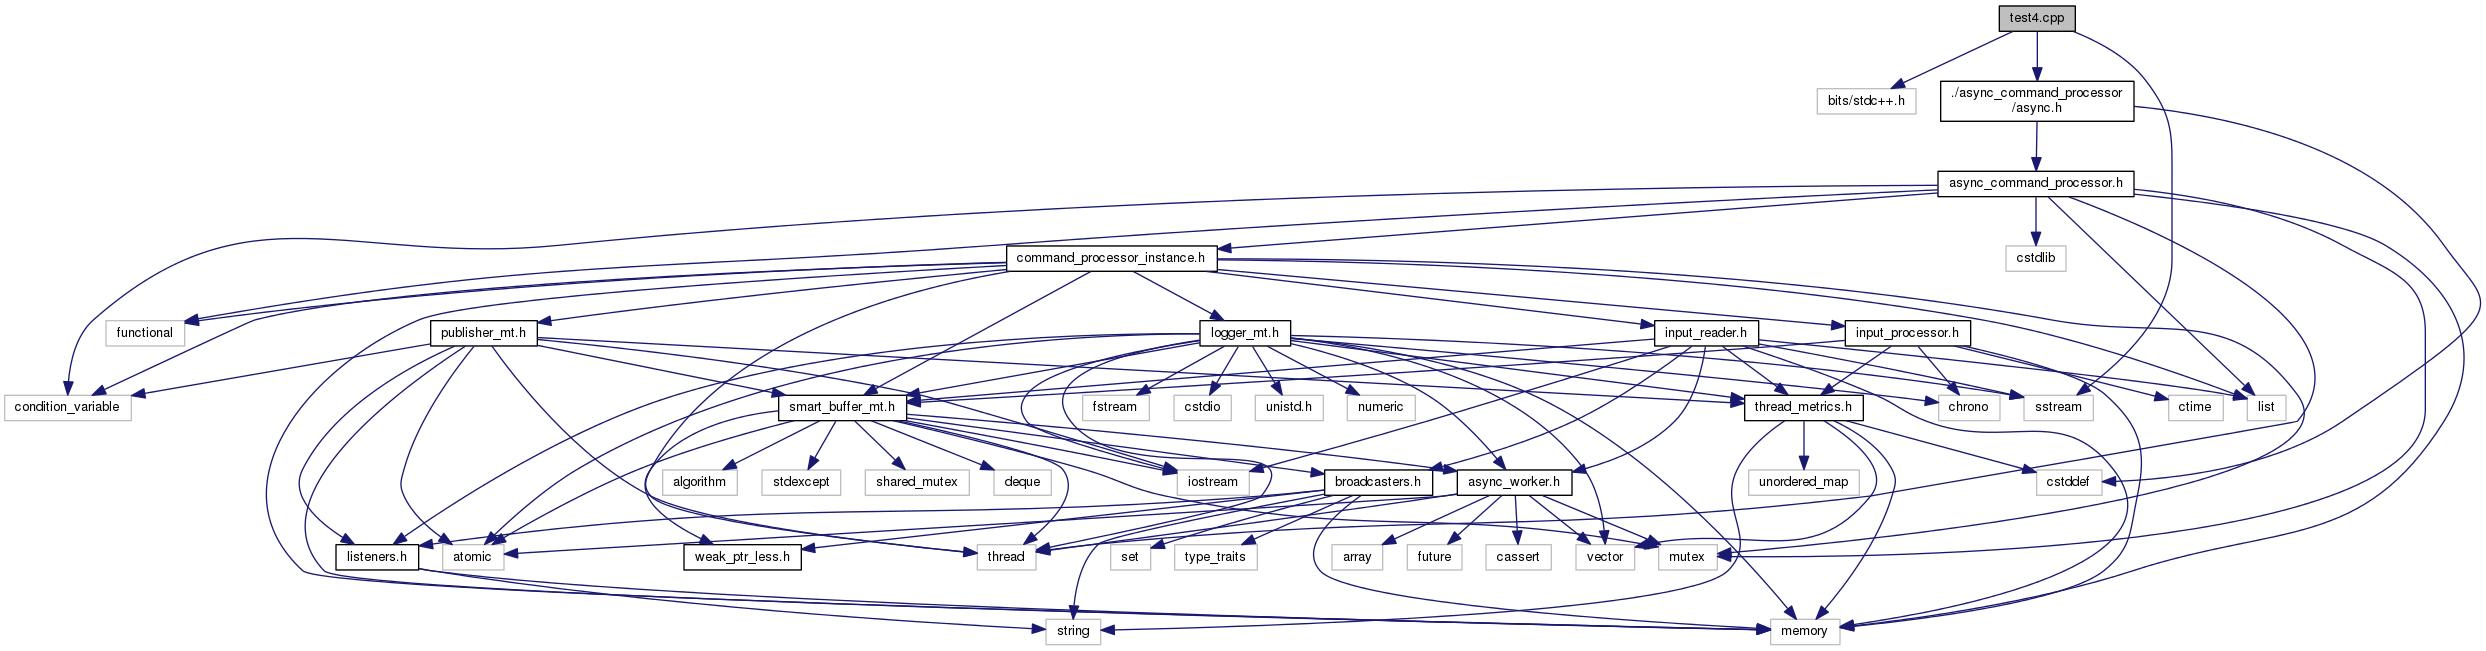 test4.cpp
bits/stdc++.h
./async_command_processor
/async.h
async_command_processor.h
command_processor_instance.h
cstdlib
functional
publisher_mt.h
logger_mt.h
input_reader.h
input_processor.h
condition_variable
smart_buffer_mt.h
fstream
cstdio
unistd.h
numeric
thread_metrics.h
chrono
sstream
ctime
list
algorithm
stdexcept
shared_mutex
deque
iostream
broadcasters.h
async_worker.h
unordered_map
cstddef
listeners.h
atomic
weak_ptr_less.h
thread
set
type_traits
array
future
cassert
vector
mutex
string
memory